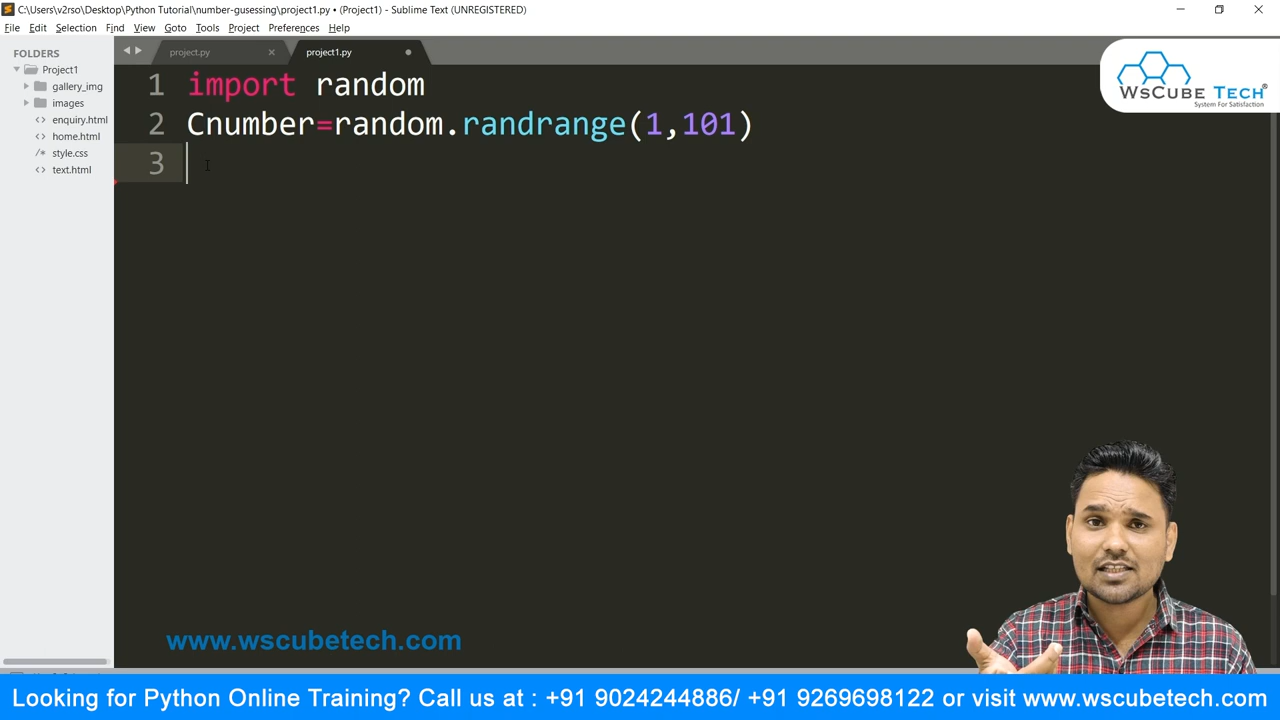 C:\Users\v2rso\Desktop\Python Tutorial\number-gusessing\project1.py • (Project1) - Sublime Text (UNREGISTERED)
File Edit Selection Find View Goto Tools Project Preferences Help
FOLDERS
Project1
gallery_img
images
enquiry.html
home.html
/* style.css
text.html
project.py
project1.py
1 import random
2 Cnumber=random.randrange(1,101)
3
WsCube Tech®
System For Satisfaction
www.wscubetech.com
Looking for Python Online Training? Call us at : +91 9024244886/ +91 9269698122 or visit www.wscubetech.com